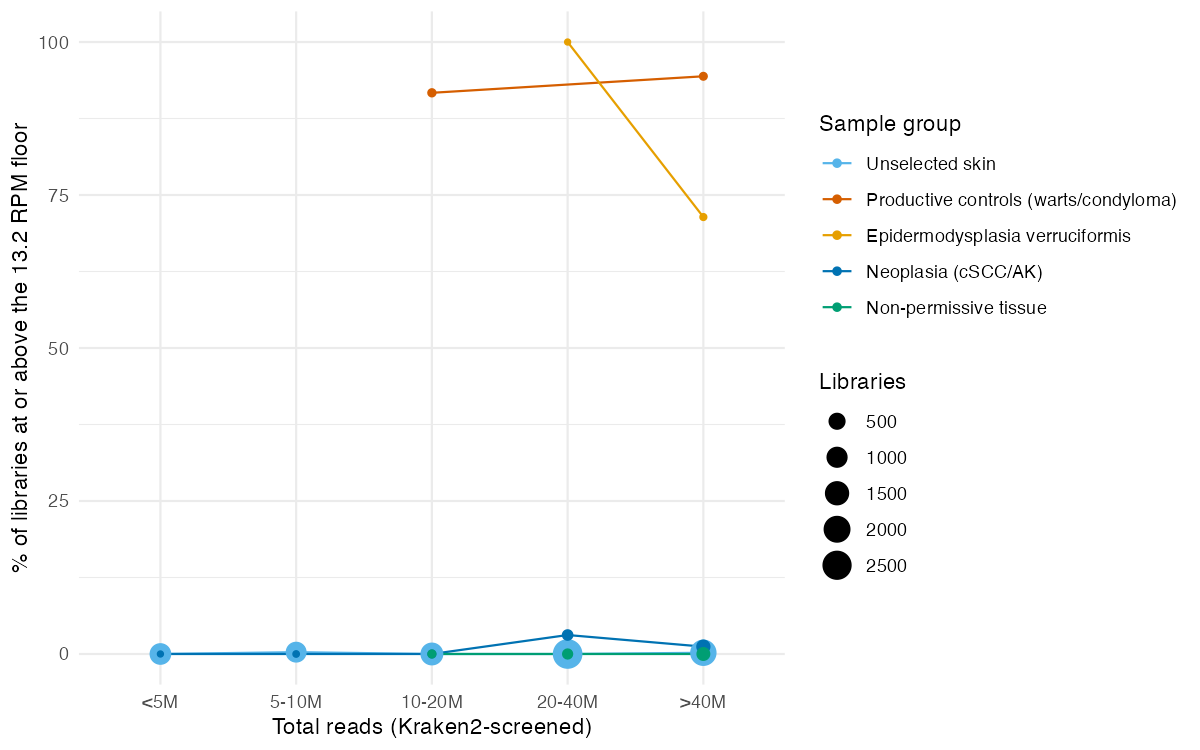 % of libraries at or above the 13.2 RPM floor
100
75
50
25
0
<5M
5-10M
10-20M
20-40M
>40M
Total reads (Kraken2-screened)
Sample group
Unselected skin
Productive controls (warts/condyloma)
Epidermodysplasia verruciformis
Neoplasia (cSCC/AK)
Non-permissive tissue
Libraries
500
1000
1500
2000
2500